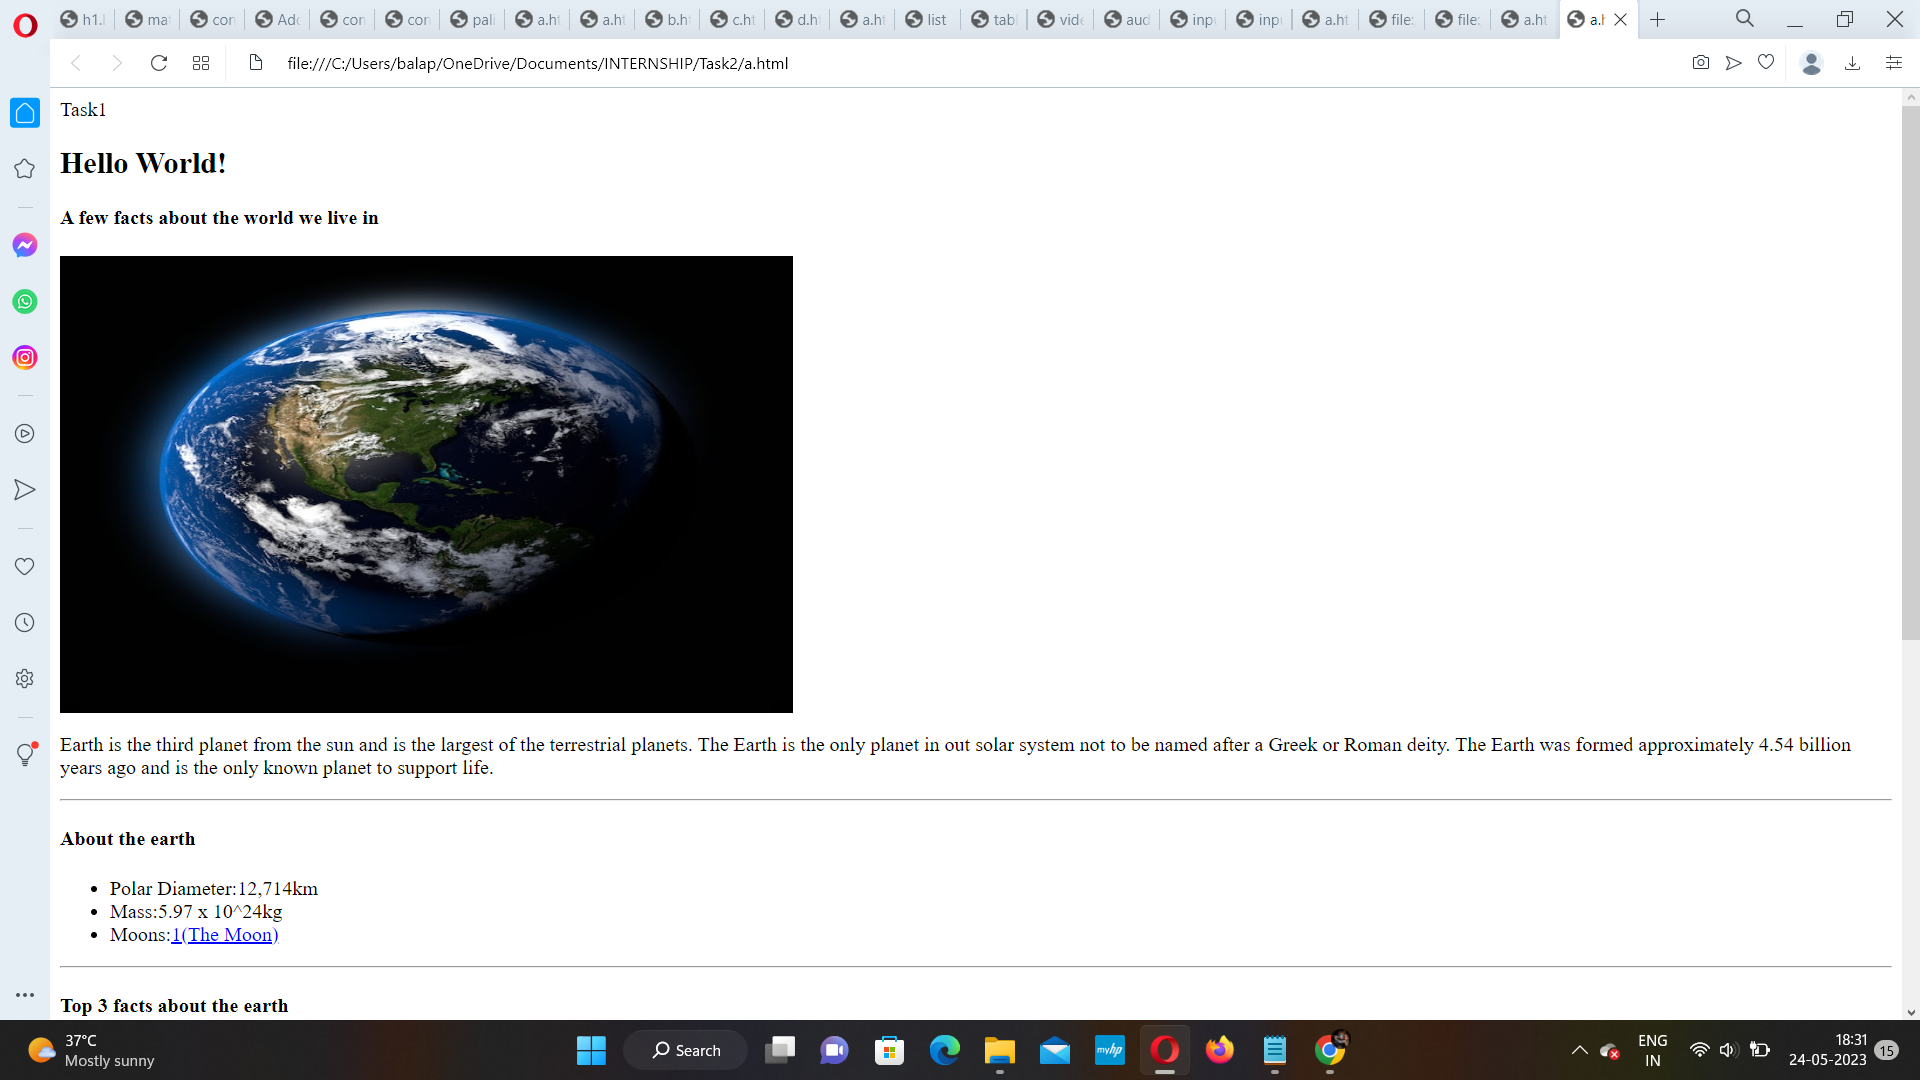 h1.l
mat
con
Add
con
con
pali
a.ht
a.ht
b.ht
c.ht
d.ht
a.ht
list
tabl
vide
aud
inpu
inpu
a.ht
file:
file:
a.ht
a.h
file:///C:/Users/balap/OneDrive/Documents/INTERNSHIP/Task2/a.html
Task1
Hello World!
A few facts about the world we live in
Earth is the third planet from the sun and is the largest of the terrestrial planets. The Earth is the only planet in out solar system not to be named after a Greek or Roman deity. The Earth was formed approximately 4.54 billion
years ago and is the only known planet to support life.
About the earth
• Polar Diameter:12,714km
• Mass:5.97 x 10^24kg
• Moons:1(The Moon)
Top 3 facts about the earth
37°C
Mostly sunny
Search
myhp
ENG
IN
18:31
24-05-2023
15